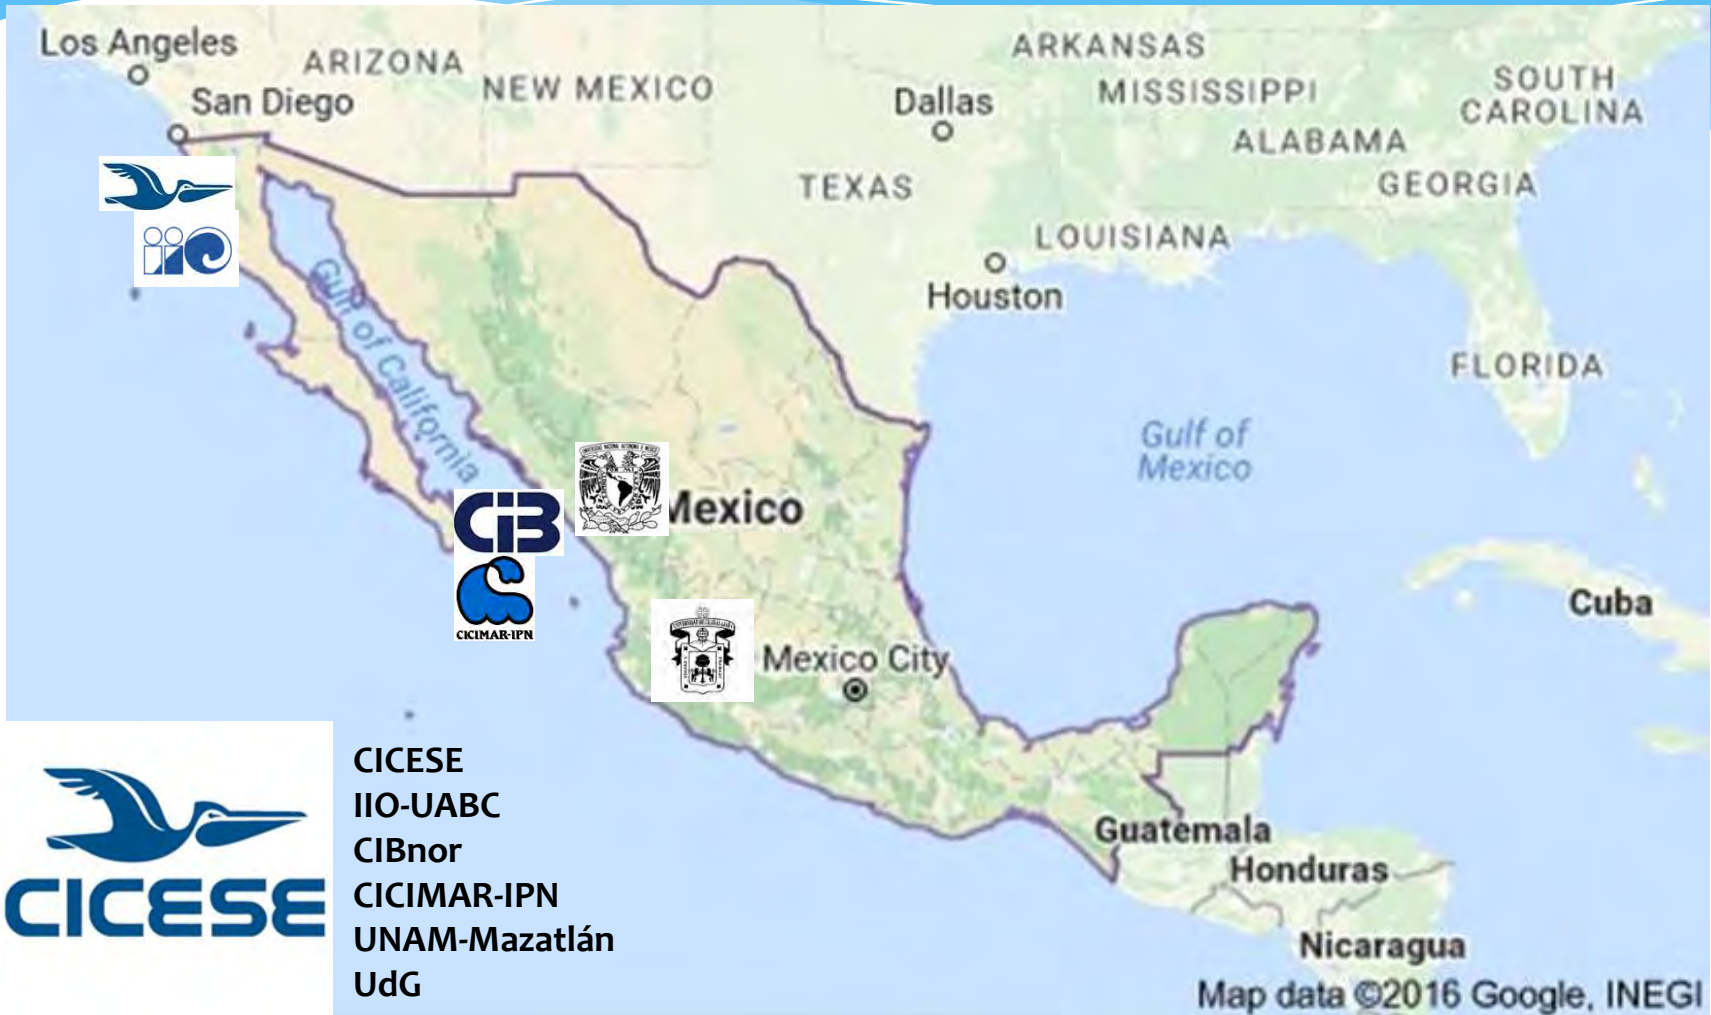 Los Angeles
ARIZONA
NEW MEXICO
San Diego
ARKANSAS
MISSISSIPPI
Dallas
SOUTH
CAROLINA
ALABAMA
TEXAS
GEORGIA
LOUISIANA
iio
Houston
Gulf of California
FLORIDA
Gulf of
Mexico
CiB
Mexico
CICIMAR-IPN
Cuba
Mexico City
CICESE
CICESE
IIO-UABC
CIBnor
CICIMAR-IPN
UNAM-Mazatlán
UdG
Guatemala
Honduras
Nicaragua
Map data ©2016 Google, INEGI